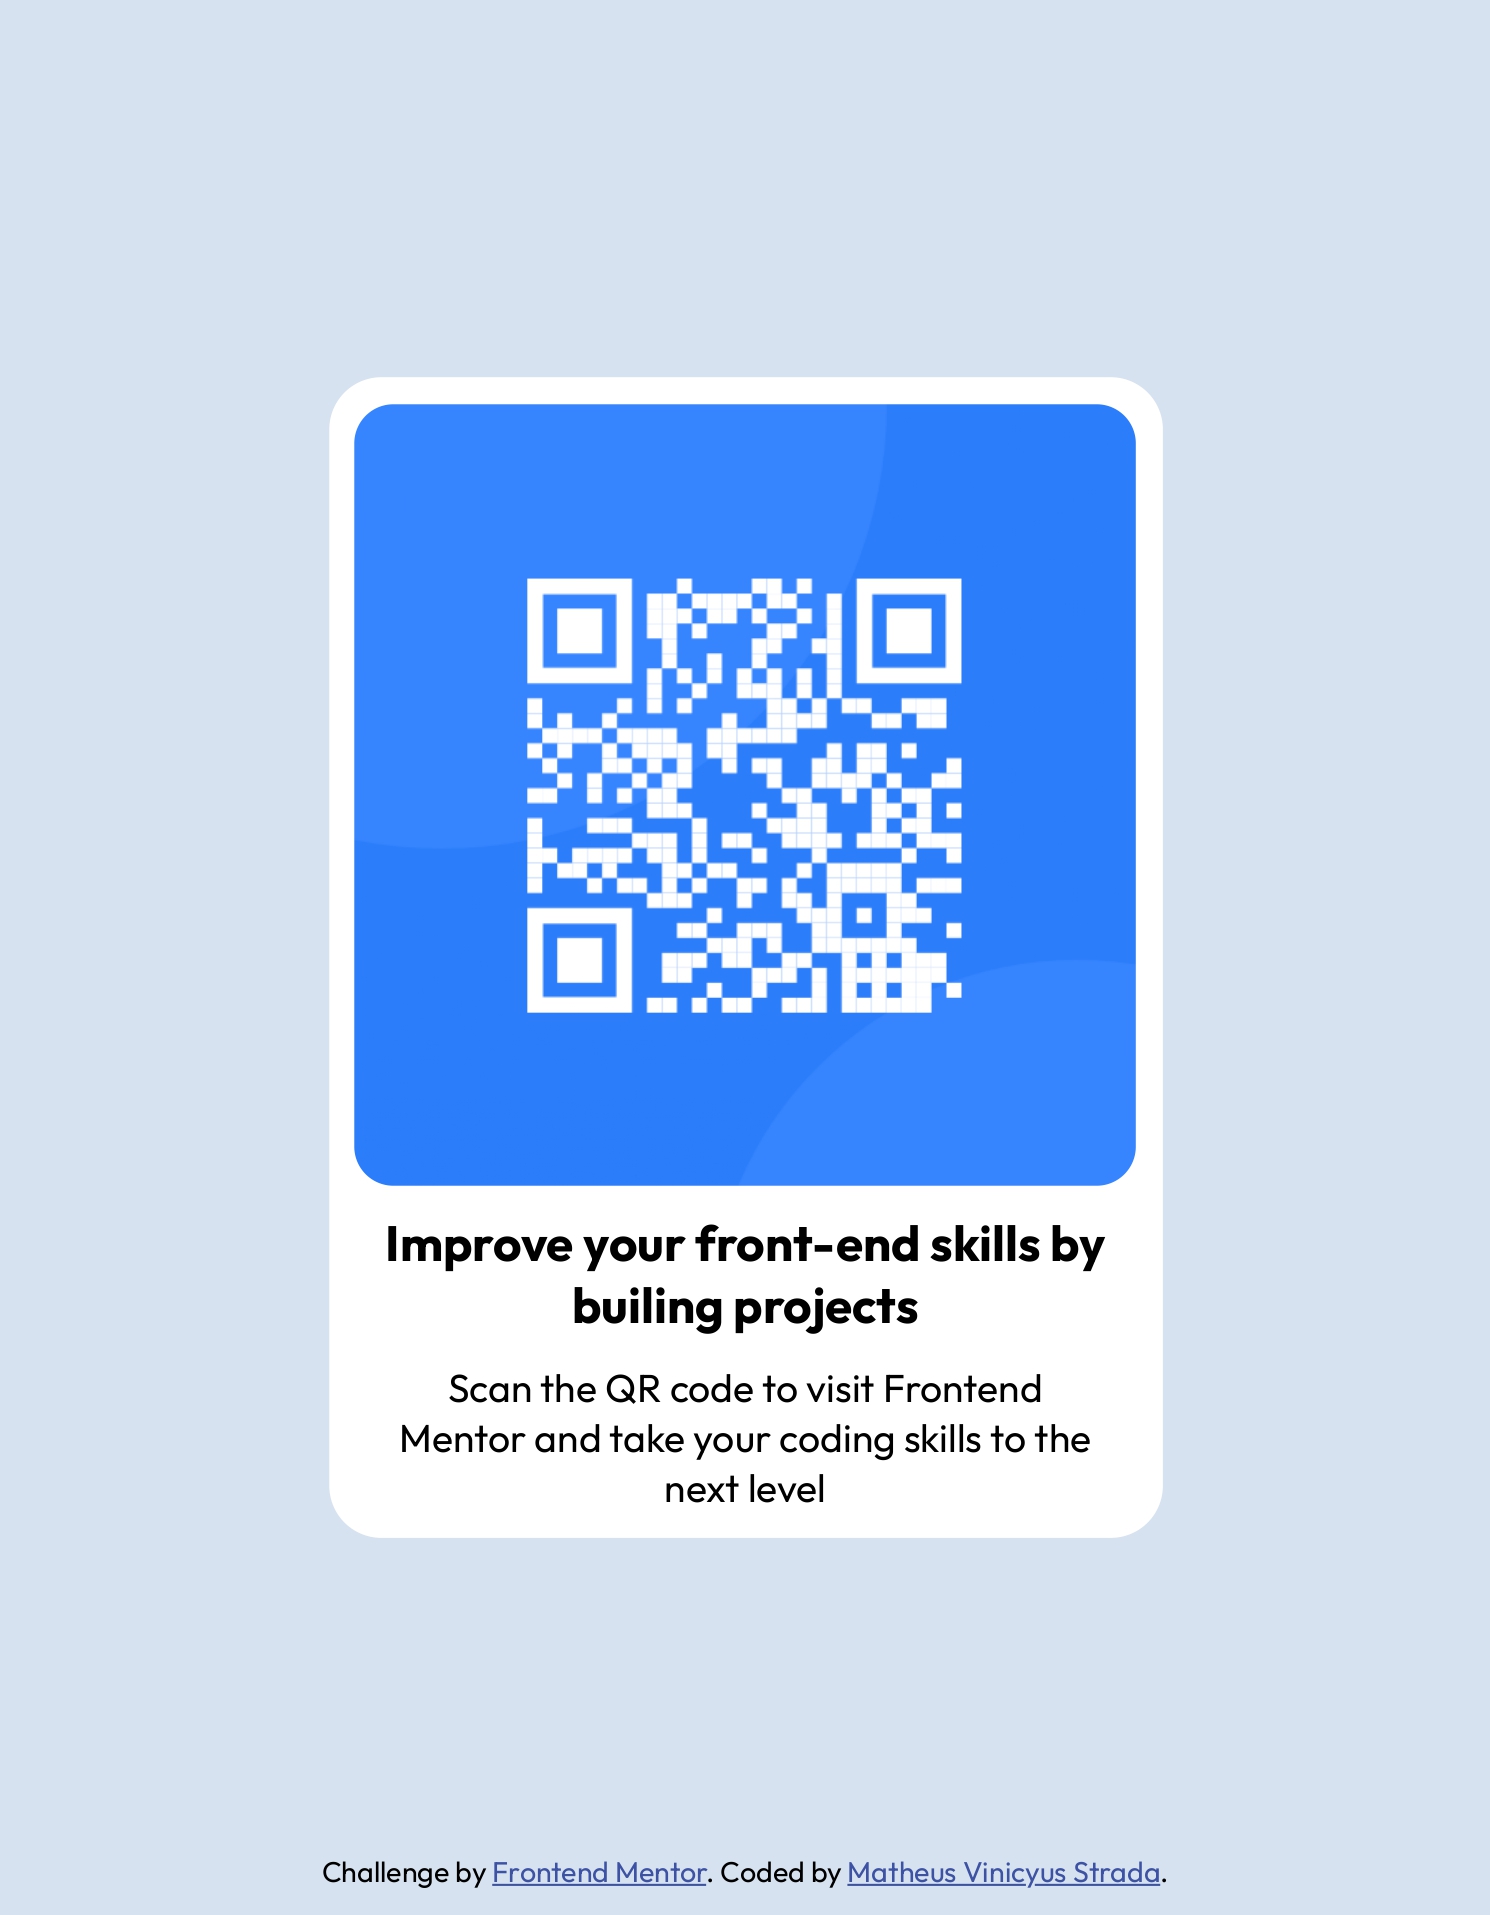 Improve your front-end skills by
builing projects
Scan the QR code to visit Frontend
Mentor and take your coding skills to the
next level
Challenge by Frontend Mentor. Coded by Matheus Vinicyus Strada.